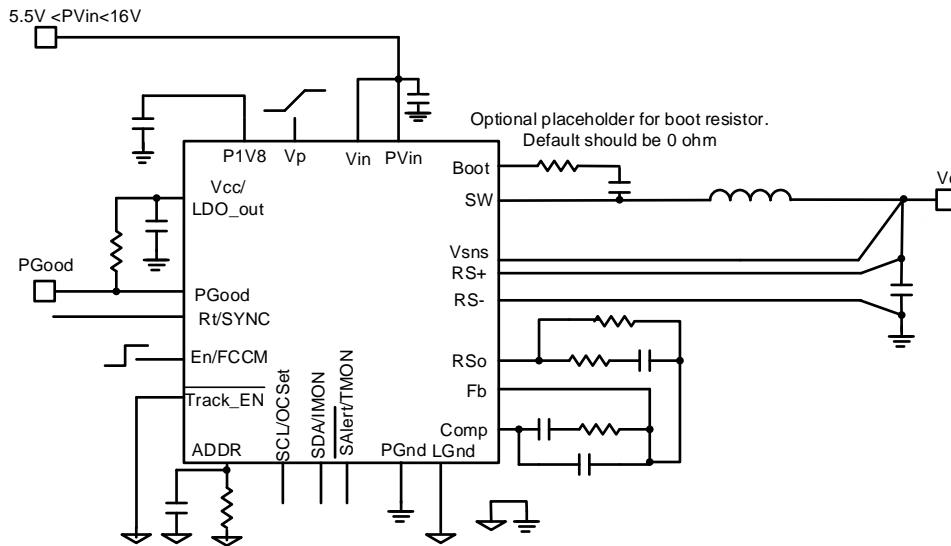 5.5V <PVin<16V
Optional placeholder for boot resistor.
Default should be 0 ohm
P1V8
Vp
Vin
PVin
Boot
Vcc/
LDO_out
SW
Vsns
RS+
RS-
PGood
PGood
Rt/SYNC
En/FCCM
RSo
Track_EN
Fb
Comp
ADDR
SCL/OCSet
SDA/IMON
SAlert/TMON
PGnd
LGnd